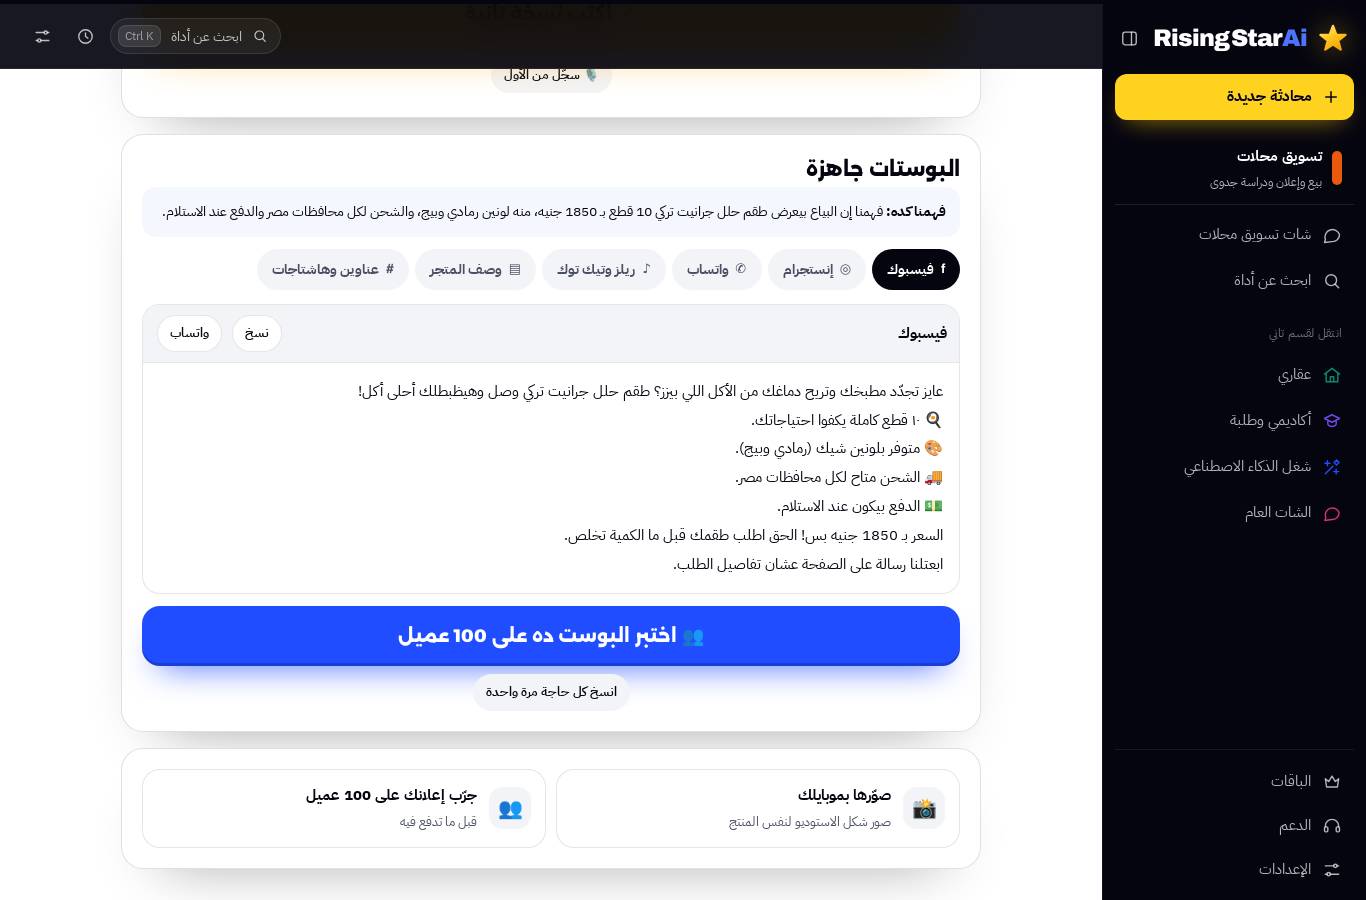 RisingStarAi
محادثة جديدة
تسويق محلات
بيع وإعلان ودراسة جدوى
شات تسويق محلات
ابحث عن أداة
انتقل لقسم تاني
عقاري
أكاديمي وطلبة
شغل الذكاء الاصطناعي
الشات العام
الباقات
الدعم
الإعدادات
ابحث عن أداة Ctrl K
اكتب نسخة تانية
سجّل من الأول
البوستات جاهزة
فهمنا كده: فهمنا إن البياع بيعرض طقم حلل جرانيت تركي 10 قطع بـ 1850 جنيه، منه لونين رمادي وبيج، والشحن لكل محافظات مصر والدفع عند الاستلام.
f فيسبوك
إنستجرام
واتساب
ريلز وتيك توك
وصف المتجر
# عناوين وهاشتاجات
فيسبوك
نسخ
واتساب
عايز تجدّد مطبخك وتريح دماغك من الأكل اللي بيزز؟ طقم حلل جرانيت تركي وصل وهيظبطلك أحلى أكل!
🍳 ١٠ قطع كاملة يكفوا احتياجاتك.
🎨 متوفر بلونين شيك (رمادي وبيج).
🚚 الشحن متاح لكل محافظات مصر.
💵 الدفع بيكون عند الاستلام.
السعر بـ 1850 جنيه بس! الحق اطلب طقمك قبل ما الكمية تخلص.
ابعتلنا رسالة على الصفحة عشان تفاصيل الطلب.
👥 اختبر البوست ده على 100 عميل
انسخ كل حاجة مرة واحدة
صوّرها بموبايلك
صور شكل الاستوديو لنفس المنتج
جرّب إعلانك على 100 عميل
قبل ما تدفع فيه